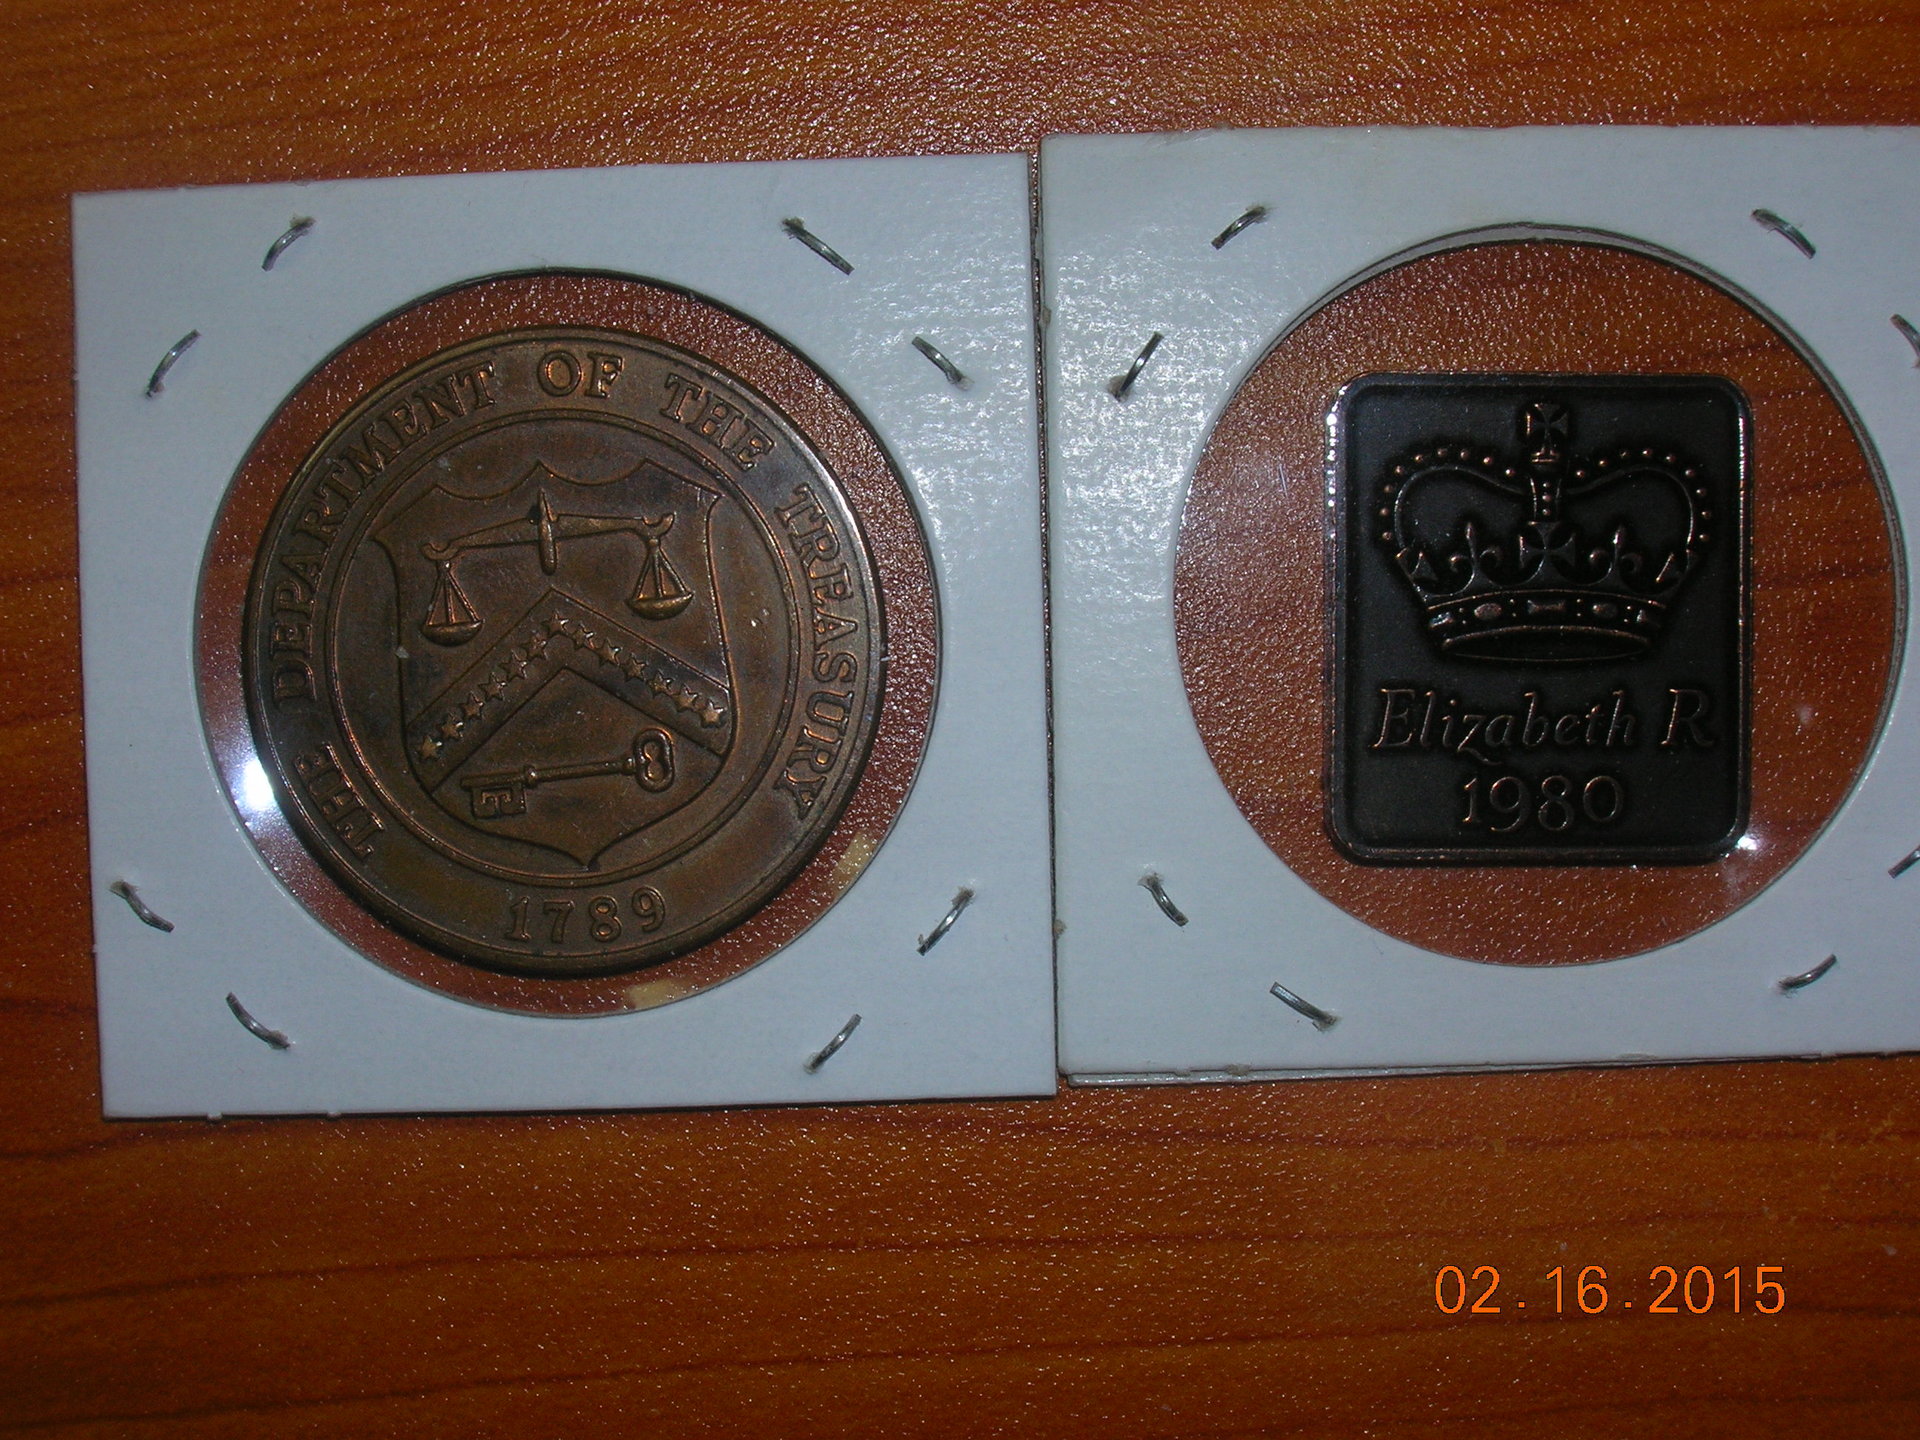 THE DEPARTMENT OF THE TREASURY
1789
Elizabeth R
1980
02.16.2015